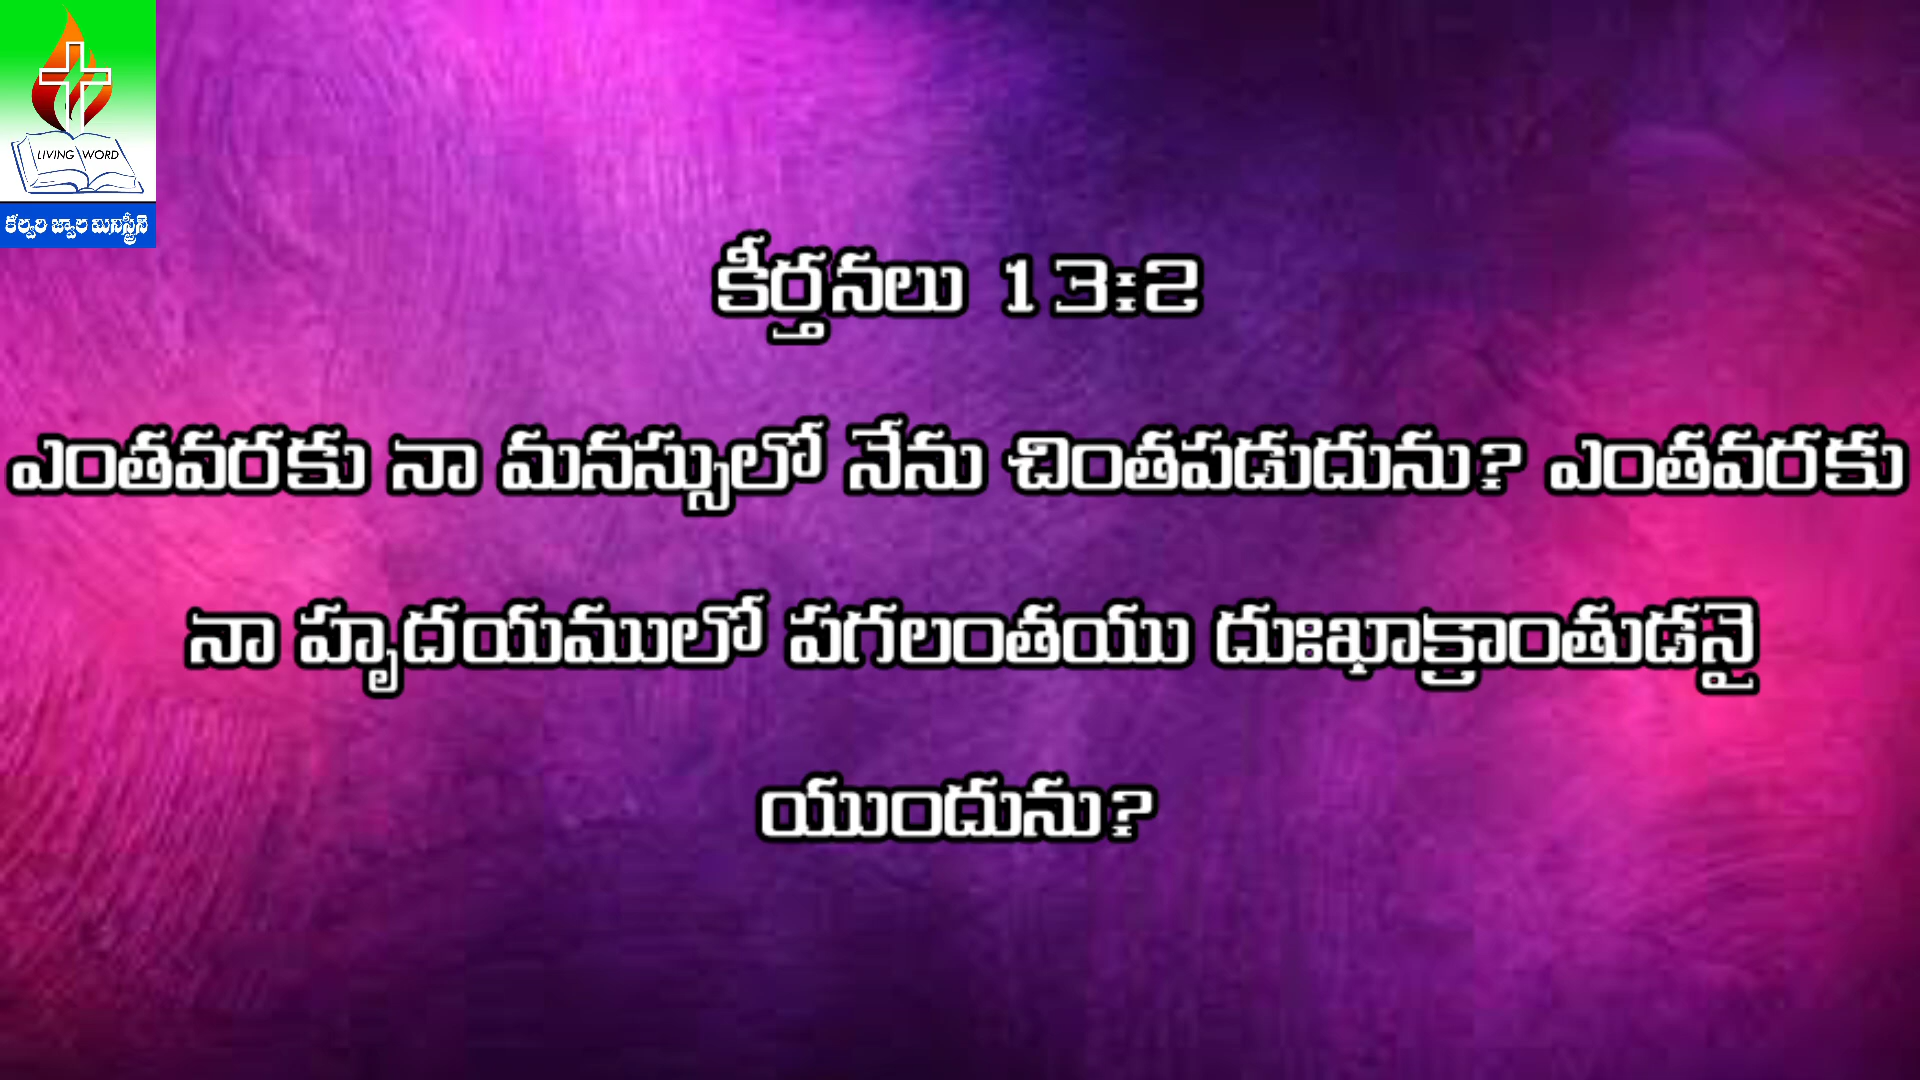 LIVING WORD
కల్వరి జ్వాల మినిస్ట్రీస్
కీర్తనలు 13:2
ఎంతవరకు నా మనస్సులో నేను చింతపడుదును? ఎంతవరకు
నా హృదయములో పగలంతయు దుఃఖాక్రాంతుడనై
యుందును?